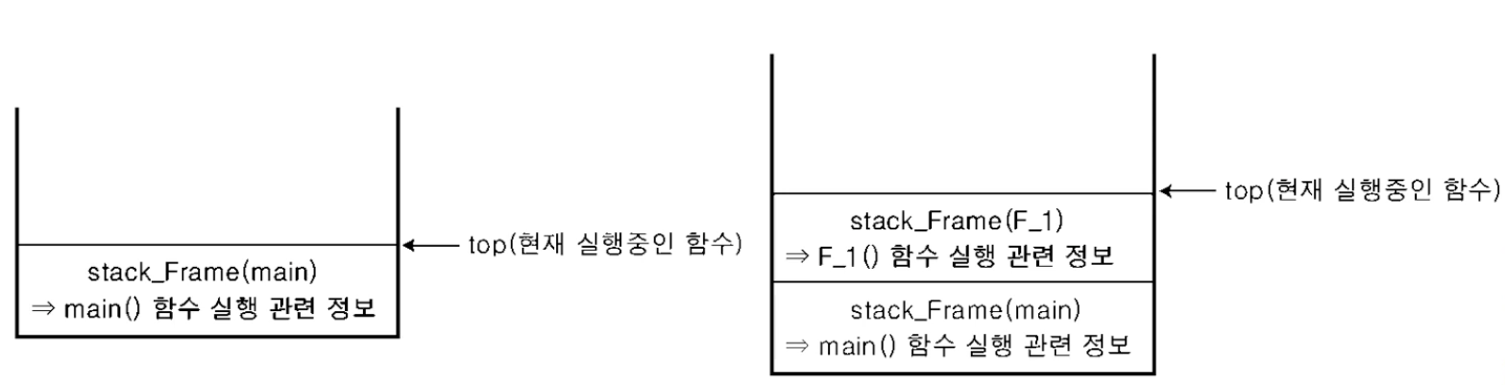 top(현재 실행중인 함수)
stack_Frame(main)
⇒ main() 함수 실행 관련 정보
top(현재 실행중인 함수)
stack_Frame(F_1)
⇒ F_1() 함수 실행 관련 정보
stack_Frame(main)
⇒ main() 함수 실행 관련 정보